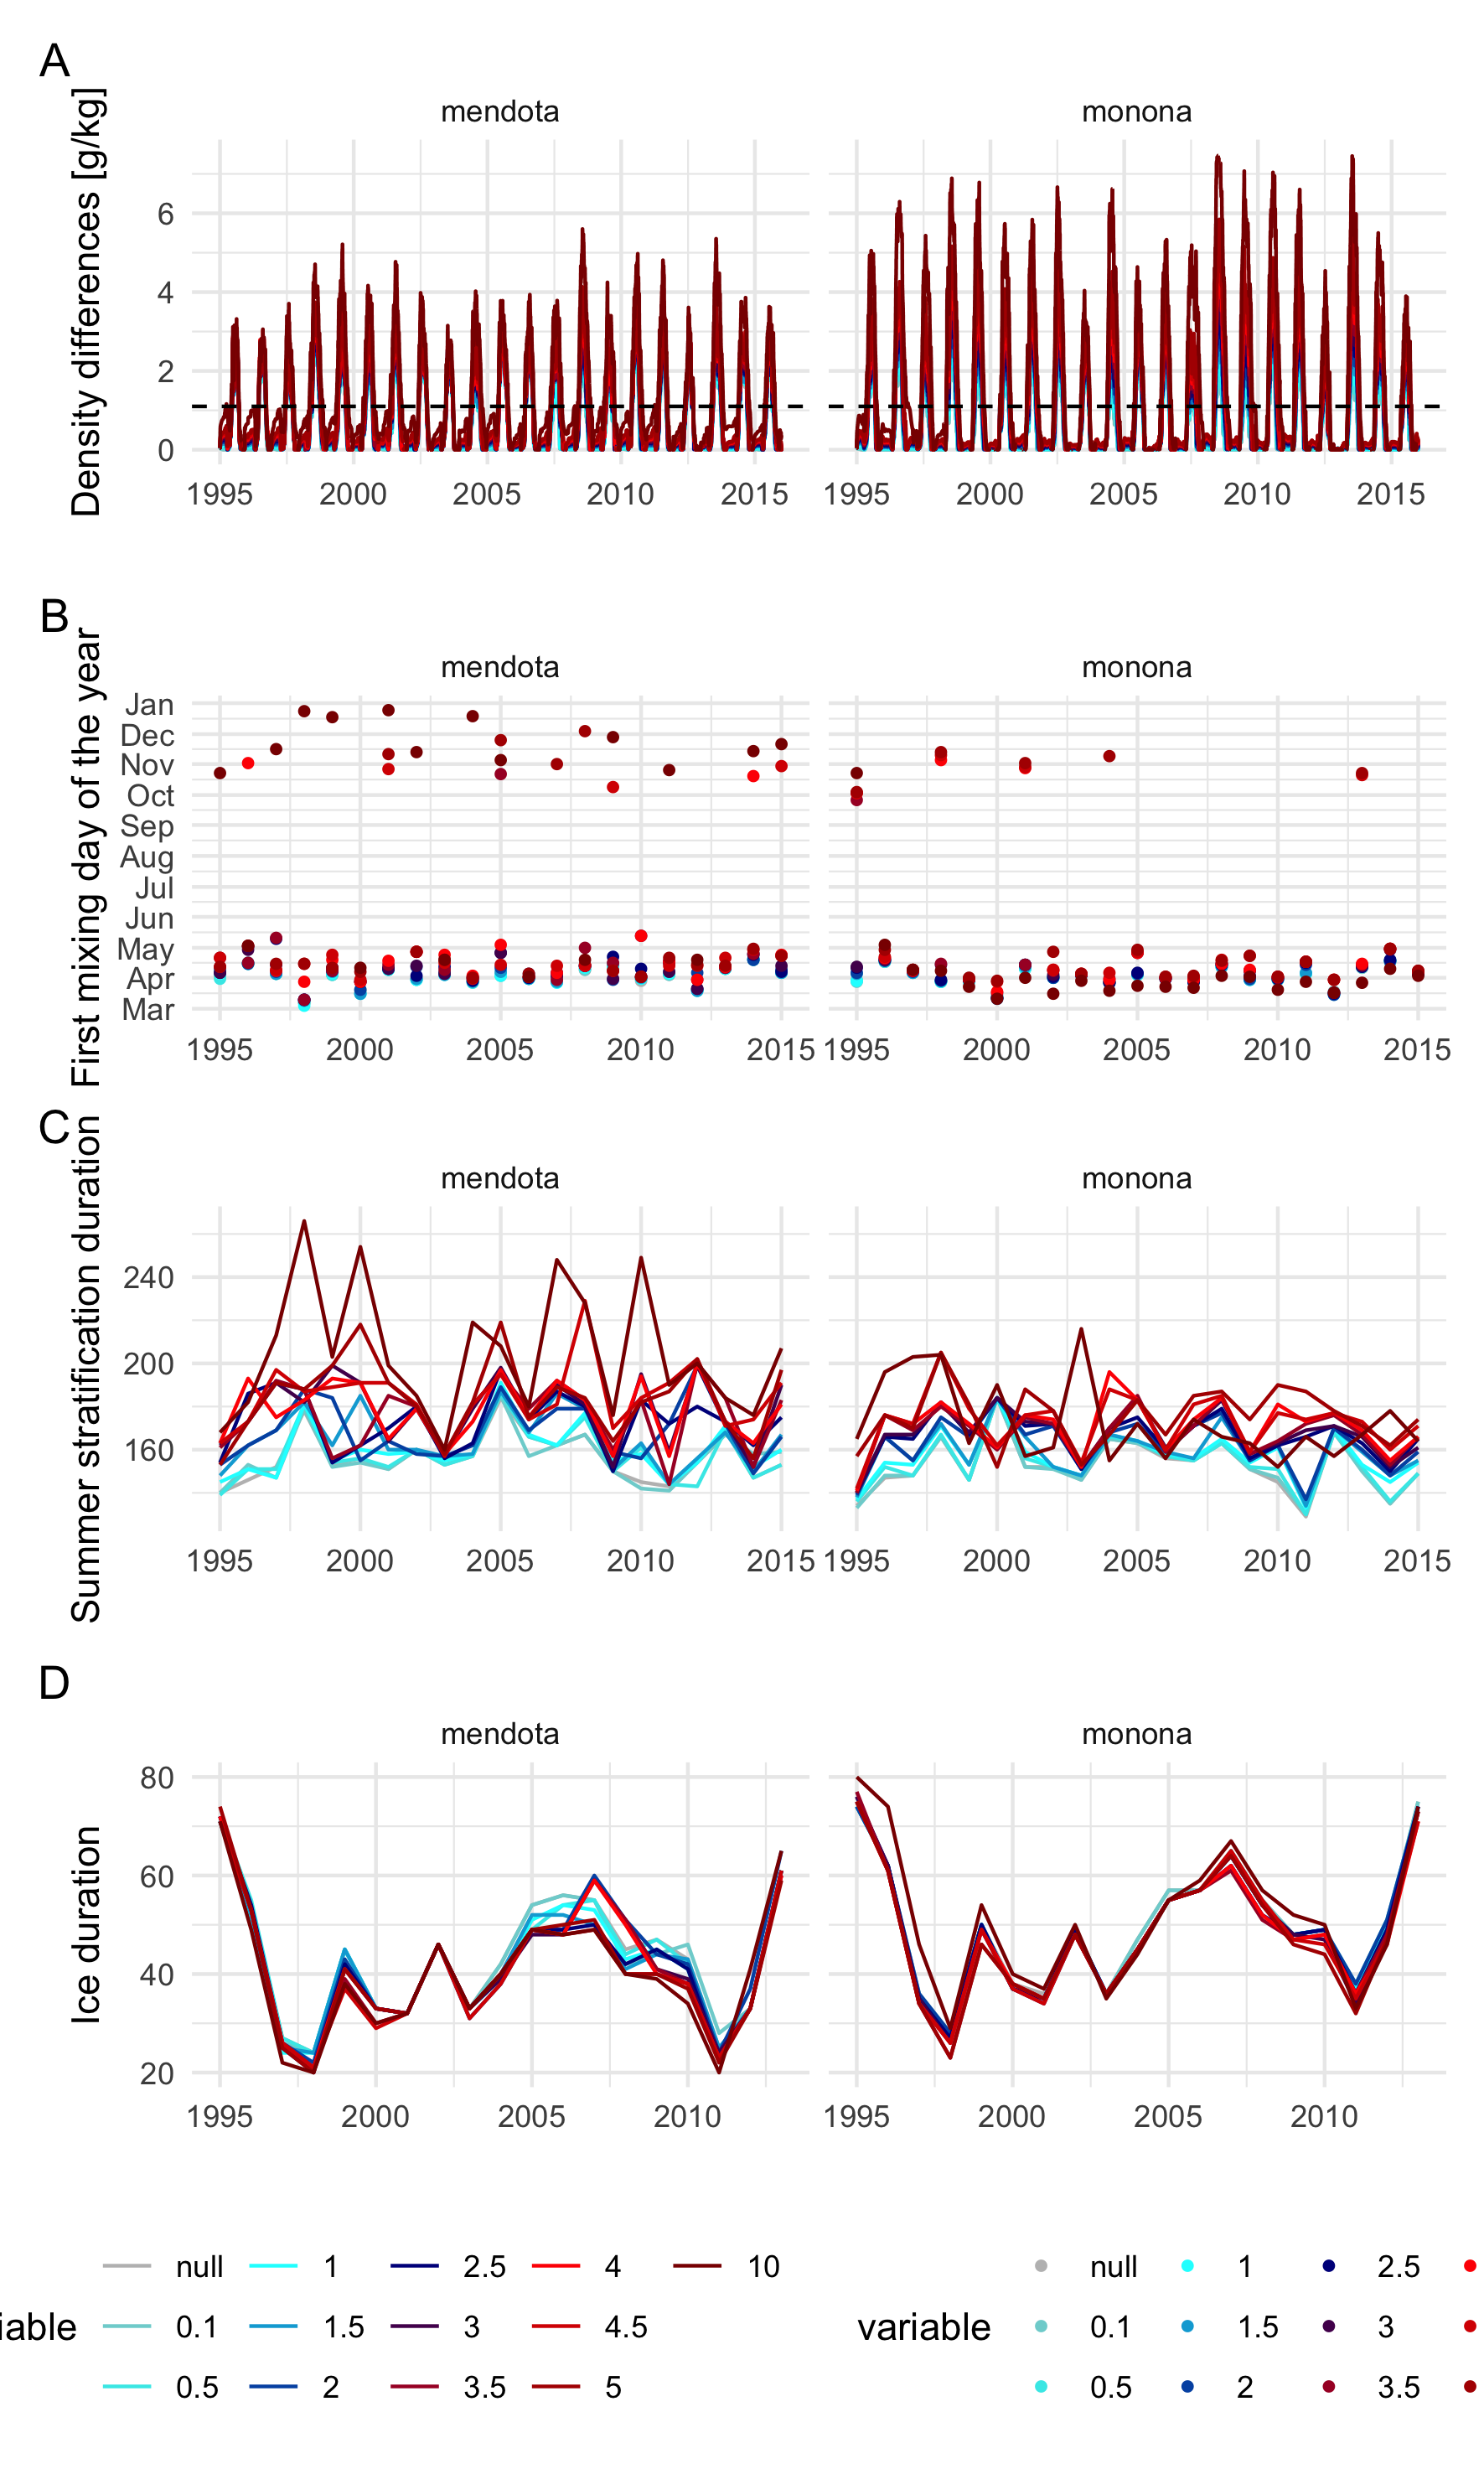 A
mendota
monona
Density differences [g/kg]
6
4
2
0
1995 2000 2005 2010 2015
1995 2000 2005 2010 2015
B
mendota
monona
First mixing day of the year
Jan
Dec
Nov
Oct
Sep
Aug
Jul
Jun
May
Apr
Mar
1995 2000 2005 2010 2015
1995 2000 2005 2010 2015
C
mendota
monona
Summer stratification duration
240
200
160
1995 2000 2005 2010 2015
1995 2000 2005 2010 2015
D
mendota
monona
Ice duration
80
60
40
20
1995 2000 2005 2010
1995 2000 2005 2010
null 1 2.5 4 10
iable 0.1 1.5 3 4.5
0.5 2 3.5 5
null 1 2.5
variable 0.1 1.5 3
0.5 2 3.5